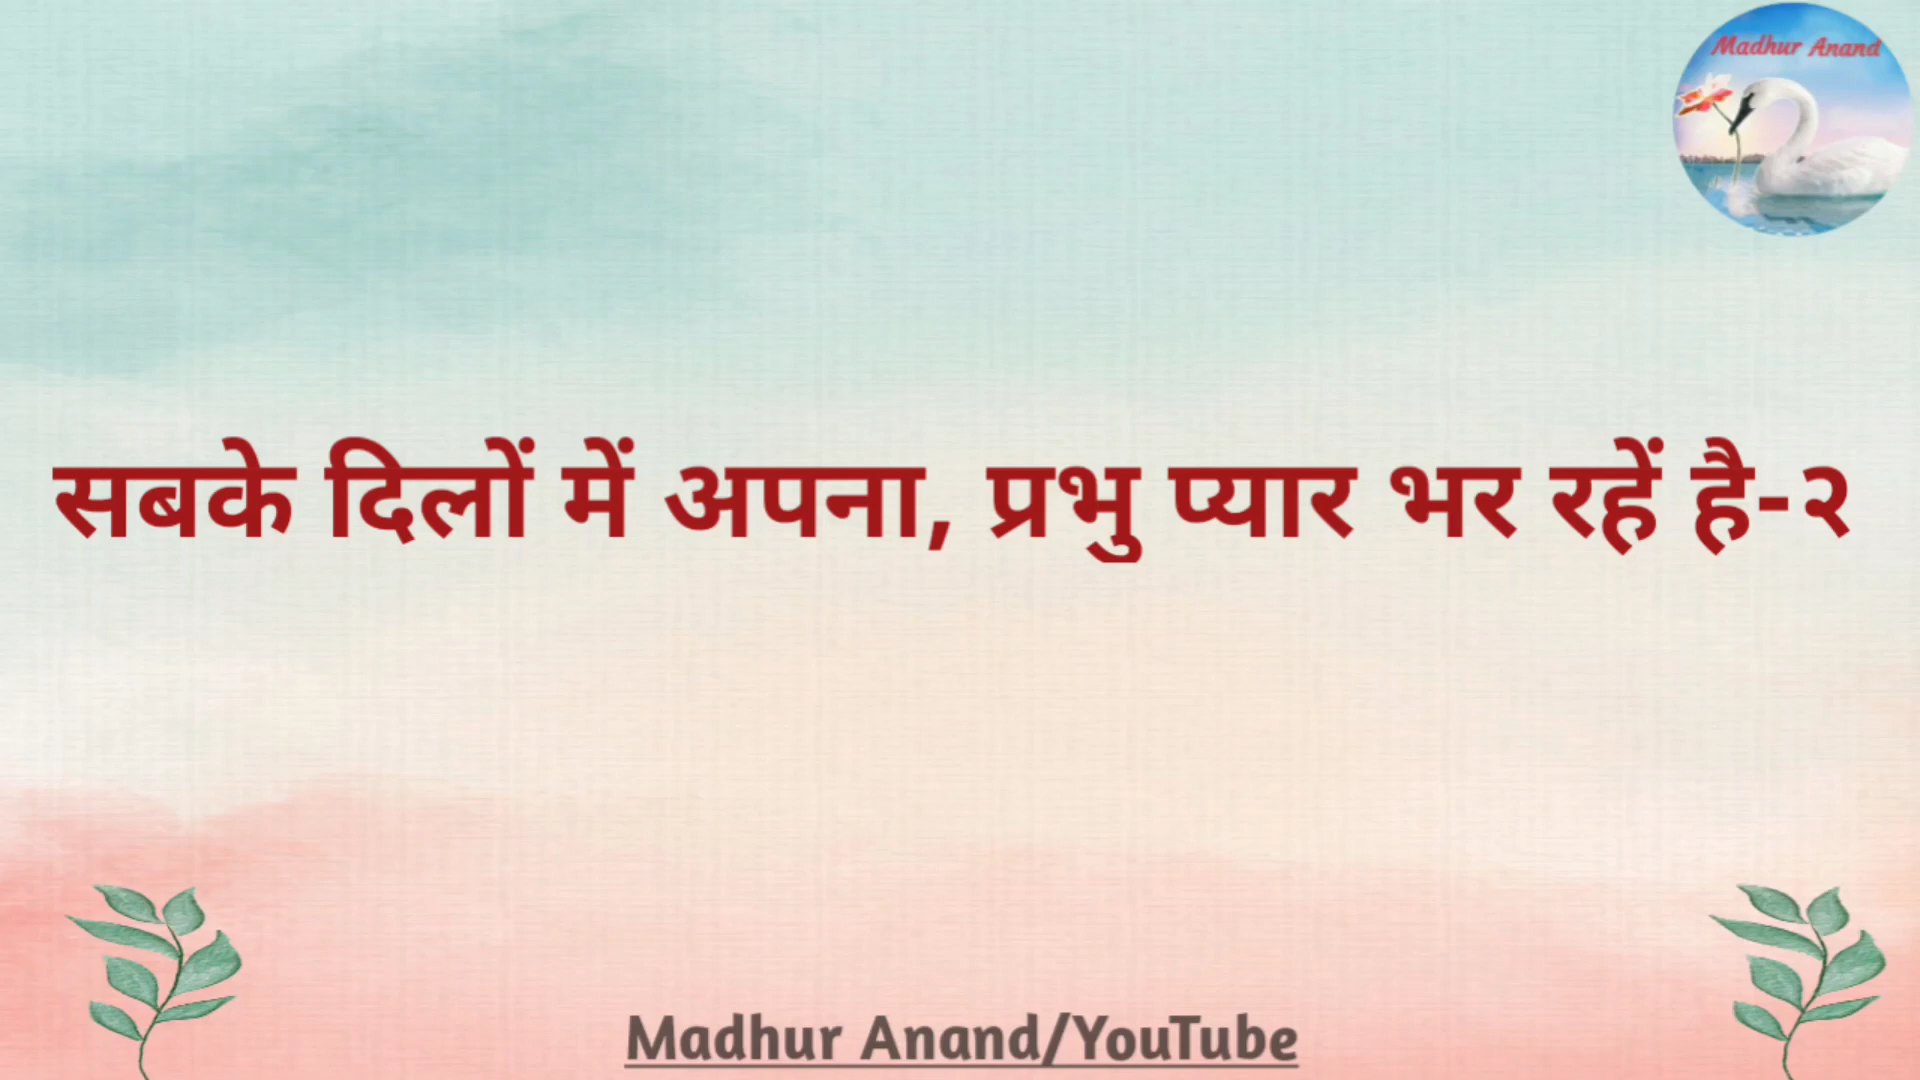 Madhur Anand
सबके दिलों में अपना, प्रभु प्यार भर रहें है-२
Madhur Anand/YouTube